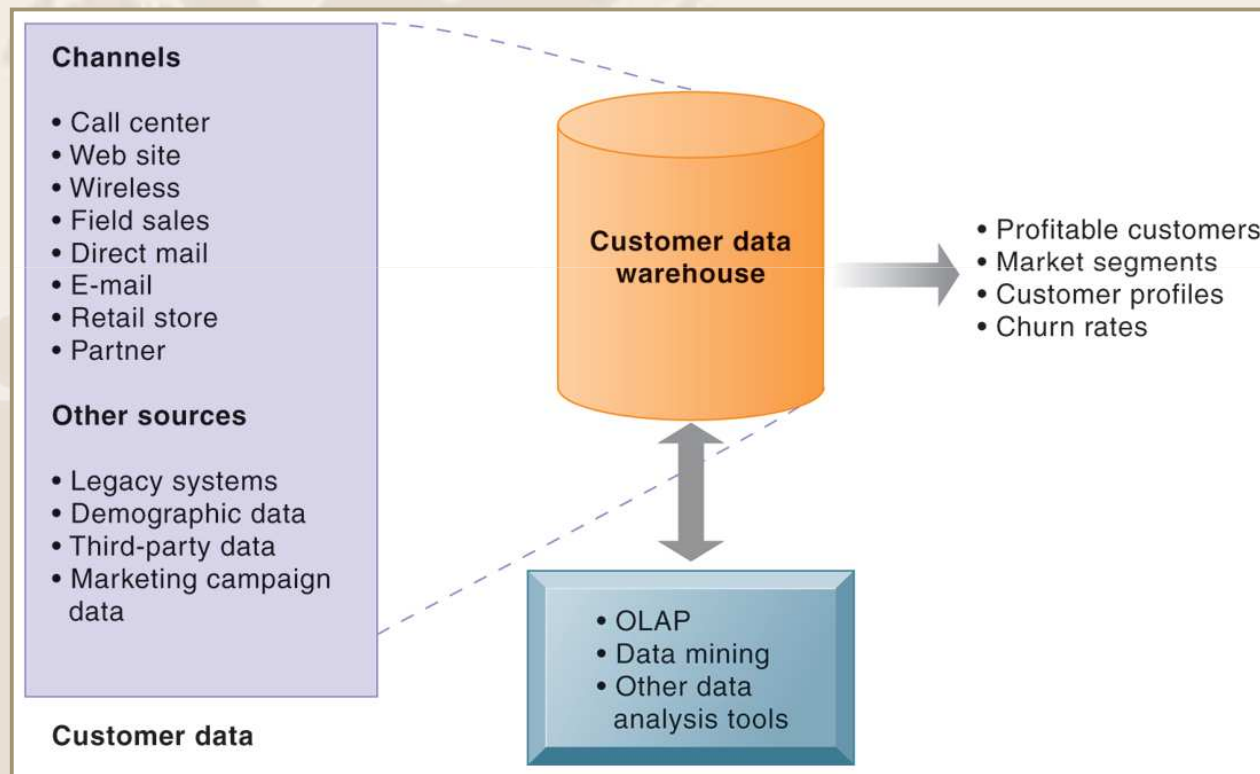 Channels
• Call center
• Web site
• Wireless
• Field sales
• Direct mail
• E-mail
• Retail store
• Partner
Other sources
• Legacy systems
• Demographic data
• Third-party data
• Marketing campaign
data
Customer data
Customer data
warehouse
• OLAP
• Data mining
• Other data
analysis tools
• Profitable customers
• Market segments
• Customer profiles
• Churn rates